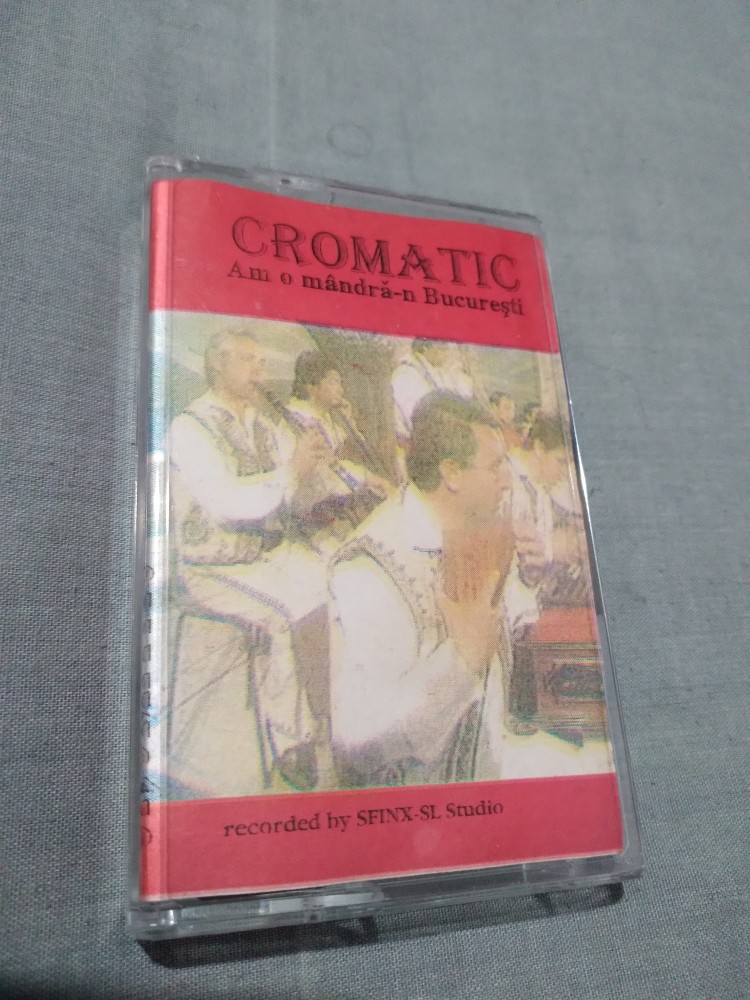 CROMATIC
Am o mândră-n Bucureşti
recorded by SFINX-SL Studio